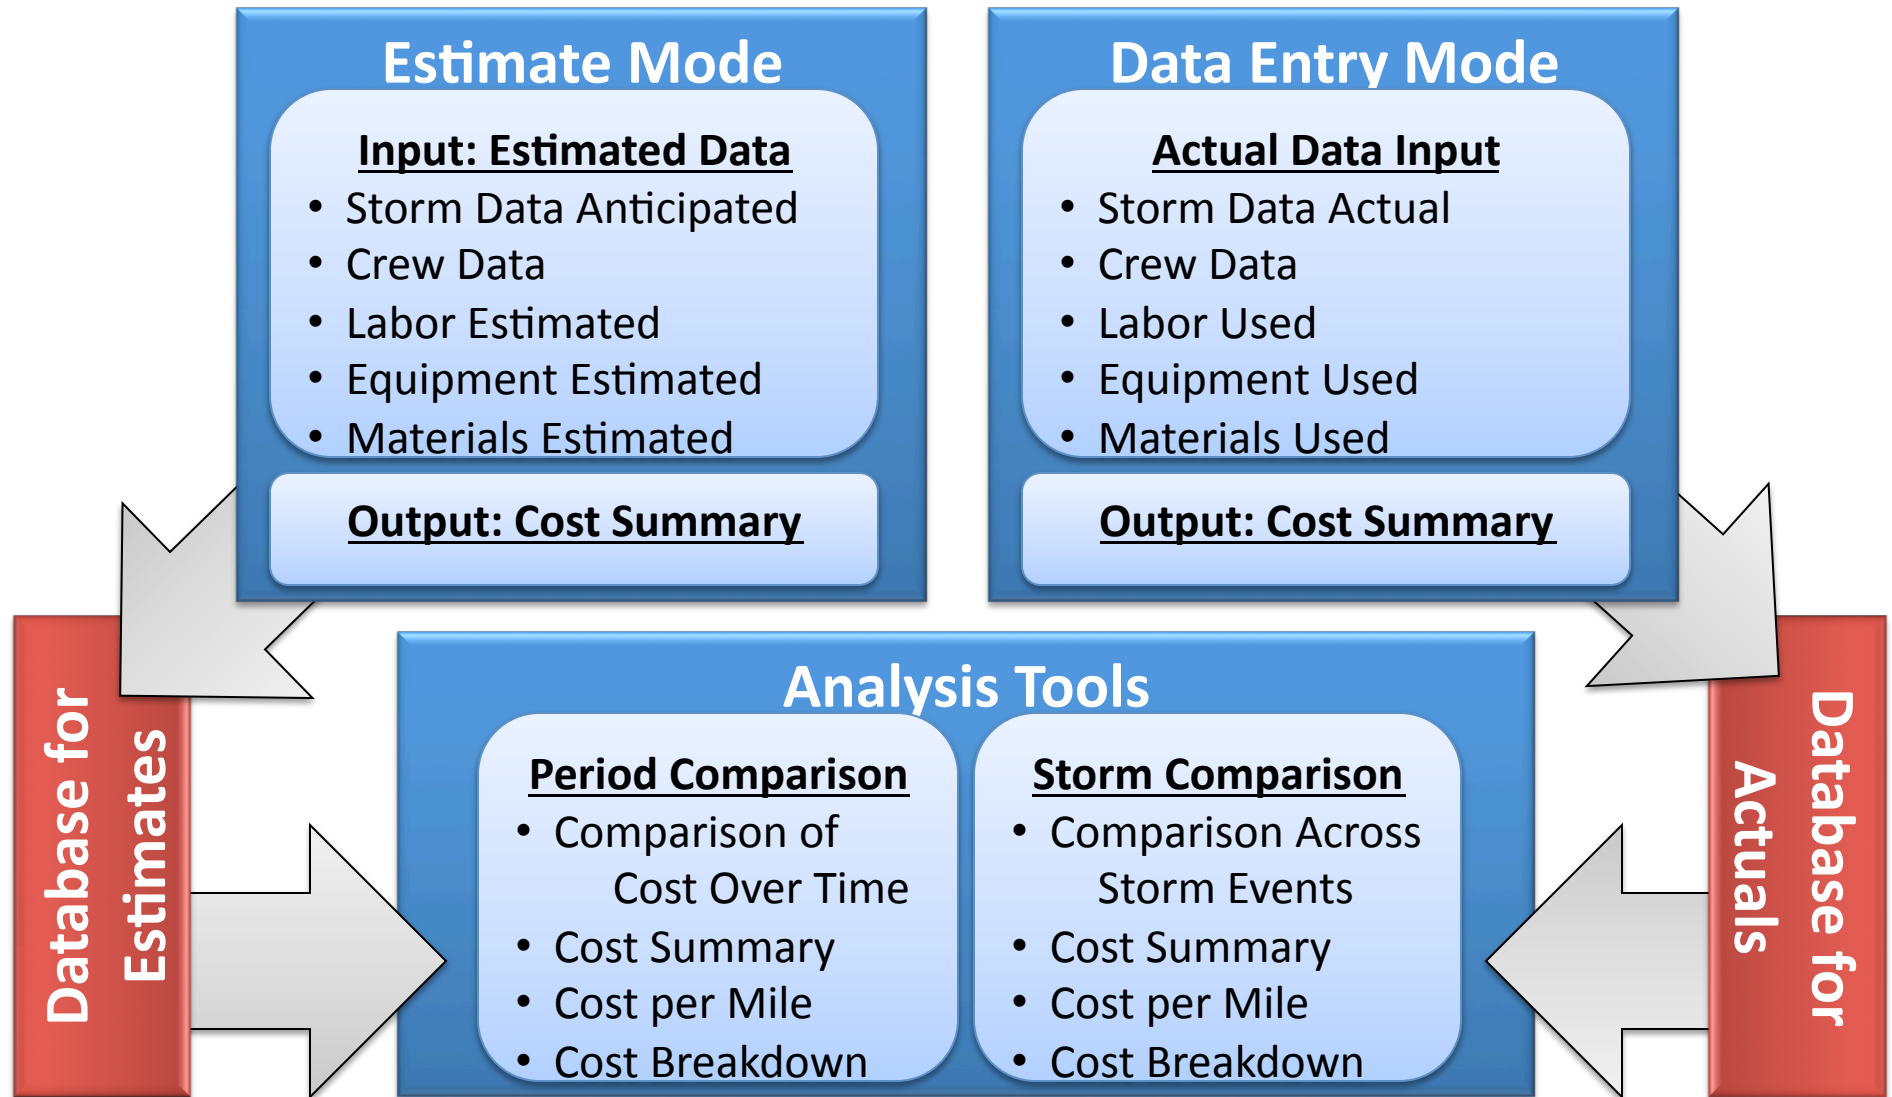 Estimate Mode
Input: Estimated Data
• Storm Data Anticipated
• Crew Data
• Labor Estimated
• Equipment Estimated
• Materials Estimated
Output: Cost Summary
Data Entry Mode
Actual Data Input
• Storm Data Actual
• Crew Data
• Labor Used
• Equipment Used
• Materials Used
Output: Cost Summary
Database for
Estimates
Analysis Tools
Period Comparison
• Comparison of
Cost Over Time
• Cost Summary
• Cost per Mile
• Cost Breakdown
Storm Comparison
• Comparison Across
Storm Events
• Cost Summary
• Cost per Mile
• Cost Breakdown
Database for
Actuals